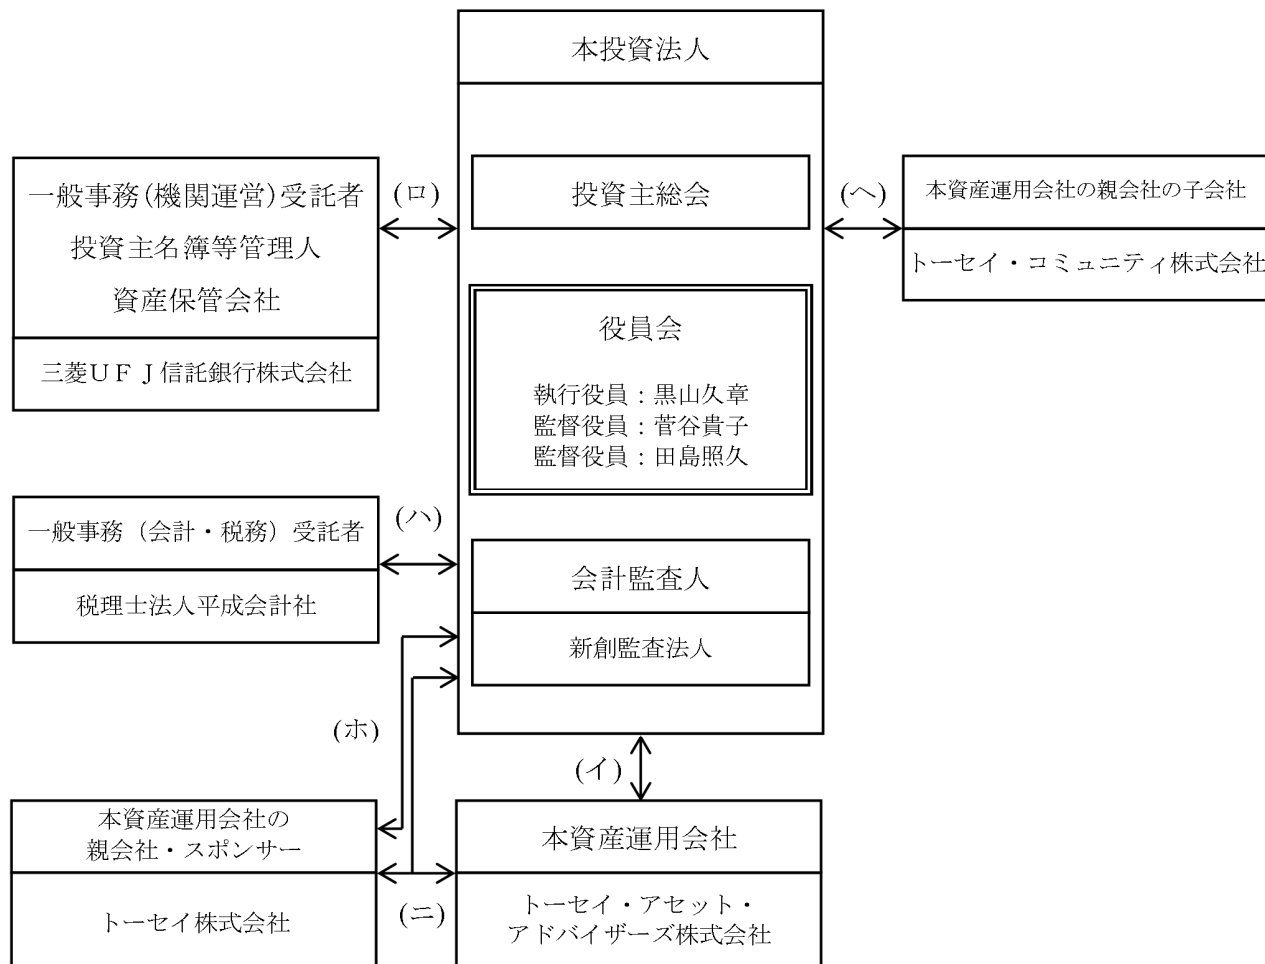 本投資法人
投資主総会
役員会
執行役員：黒山久章
監督役員：菅谷貴子
監督役員：田島照久
会計監査人
新創監査法人
一般事務(機関運営)受託者
投資主名簿等管理人
資産保管会社
三菱ＵＦＪ信託銀行株式会社
(ロ)
(ヘ)
本資産運用会社の親会社の子会社
トーセイ・コミュニティ株式会社
一般事務（会計・税務）受託者
税理士法人平成会計社
(ハ)
(ホ)
(イ)
本資産運用会社の
親会社・スポンサー
トーセイ株式会社
(ニ)
本資産運用会社
トーセイ・アセット・
アドバイザーズ株式会社